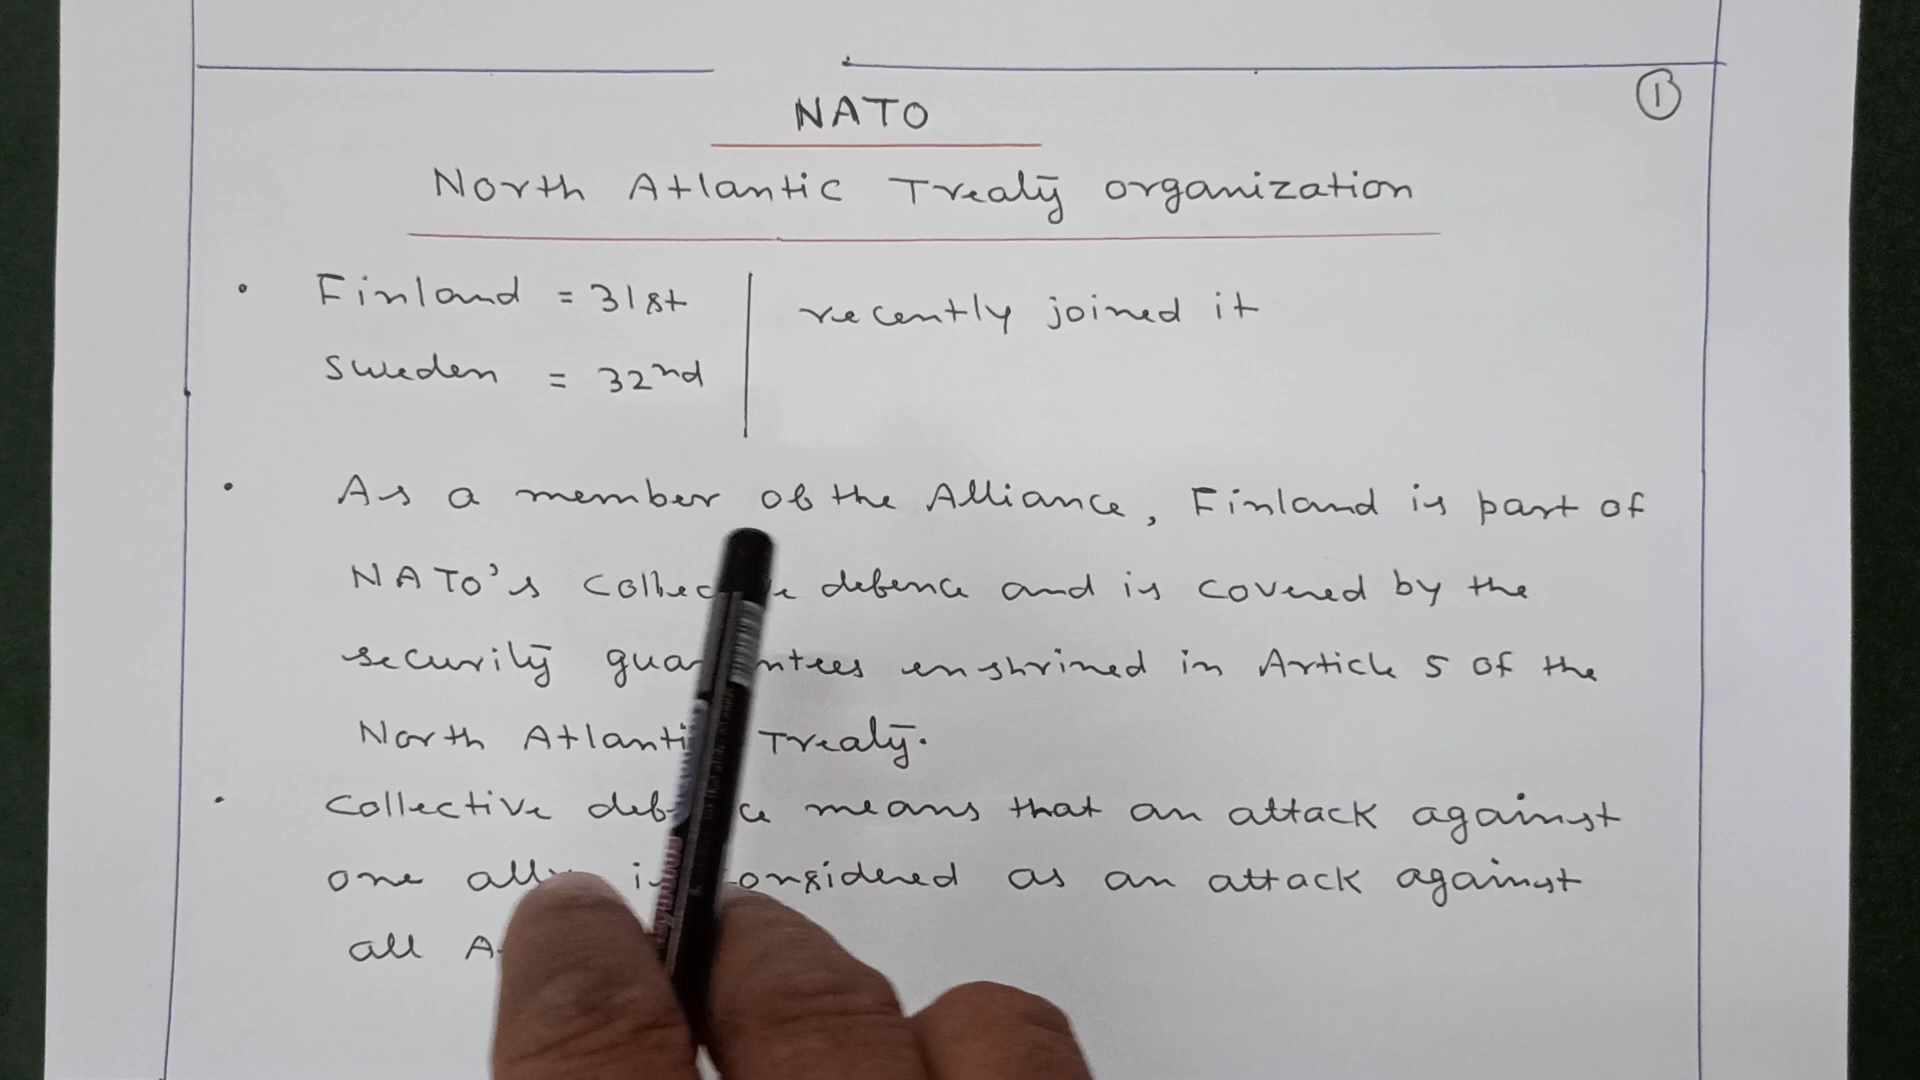 1
NATO
North Atlantic Treaty organization
• Finland = 31st | recently joined it
Sweden = 32nd
• As a member of the Alliance, Finland is part of
NATO's defence and is covered by the
security enshrined in Article 5 of the
North Treaty.
• Collective means that an attack against
one considered as an attack against
all